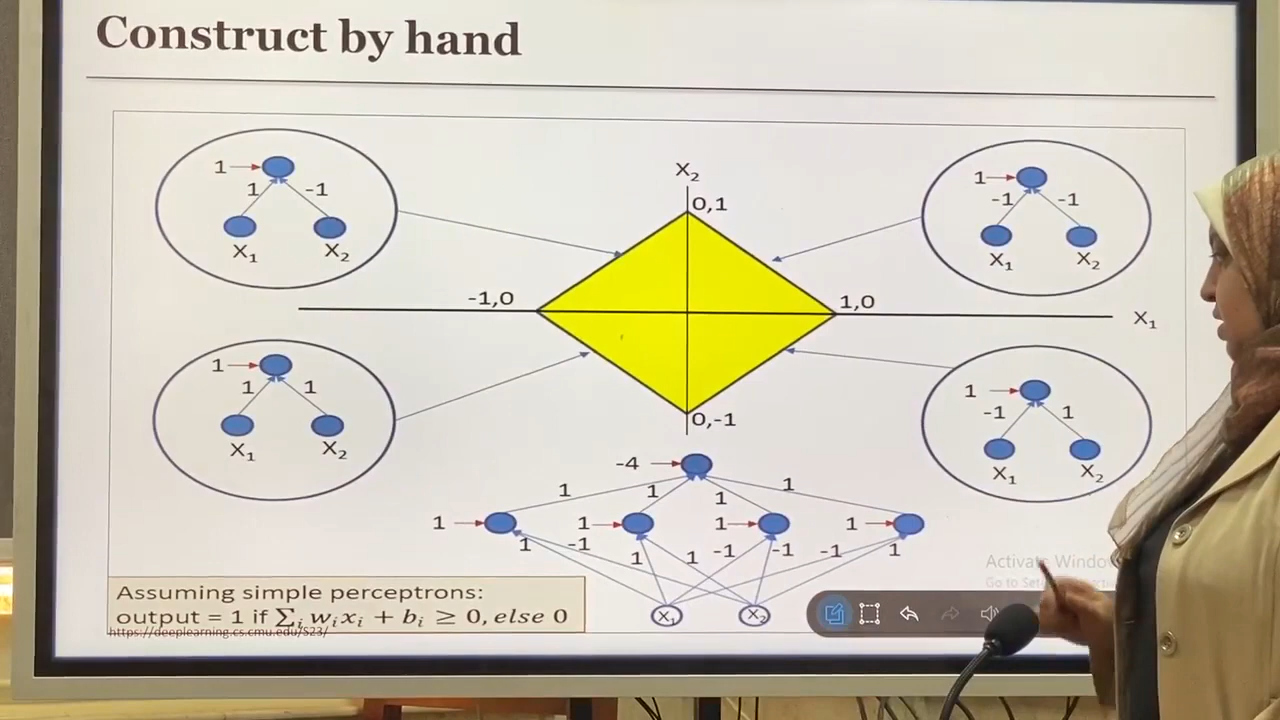 Construct by hand
1
1
-1
X₁
X₂
X₂
0,1
1
-1
-1
X₁
X₂
-1,0
1,0
X₁
1
1
1
X₁
X₂
0,-1
1
-1
1
X₁
X₂
-4
1
1
1
1
1
1
1
1
1
-1
1
1
-1
-1
-1
1
X₁
X₂
Assuming simple perceptrons:
output = 1 if ∑ᵢ wᵢxᵢ + bᵢ ≥ 0, else 0
https://deeplearning.cs.cmu.edu/S23/